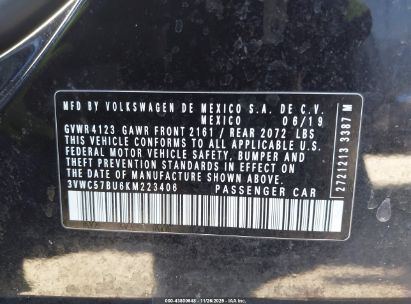 MFD BY VOLKSWAGEN DE MEXICO S.A. DE C.V.
MEXICO 06/19
GVWR 4123 GAWR FRONT 2161 / REAR 2072 LBS
THIS VEHICLE CONFORMS TO ALL APPLICABLE U.S.
FEDERAL MOTOR VEHICLE SAFETY, BUMPER AND
THEFT PREVENTION STANDARDS IN EFFECT ON
THE DATE OF MANUFACTURE SHOWN ABOVE.
3VWC57BU6KM223406 PASSENGER CAR
2721213 3387 M